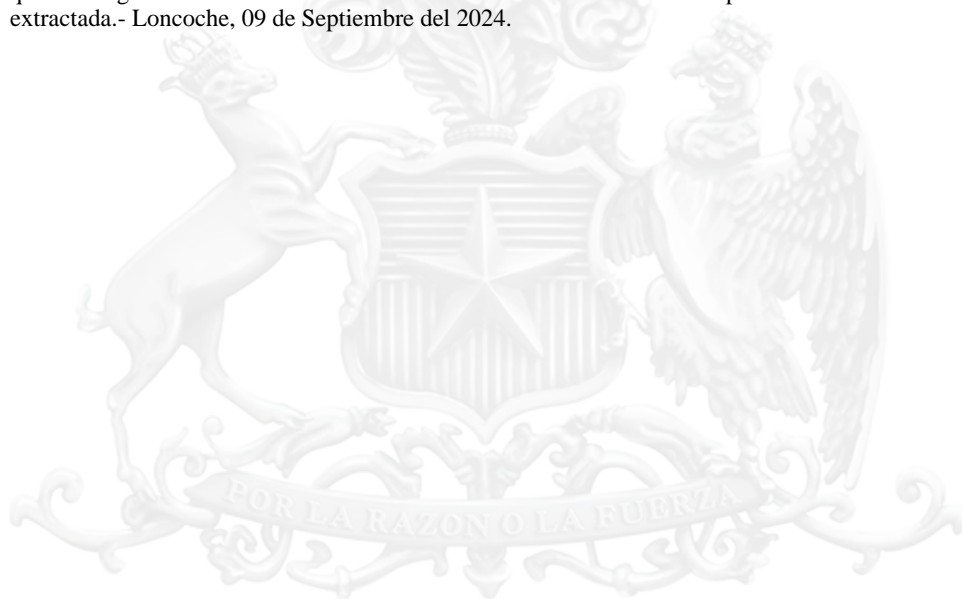 extractada.- Loncoche, 09 de Septiembre del 2024.
POR LA RAZON O LA FUERZA